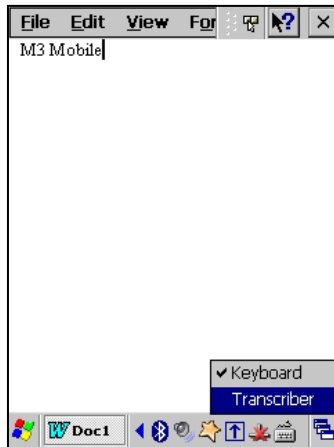 File Edit View For
M3 Mobile
Keyboard
Transcriber
Doc1